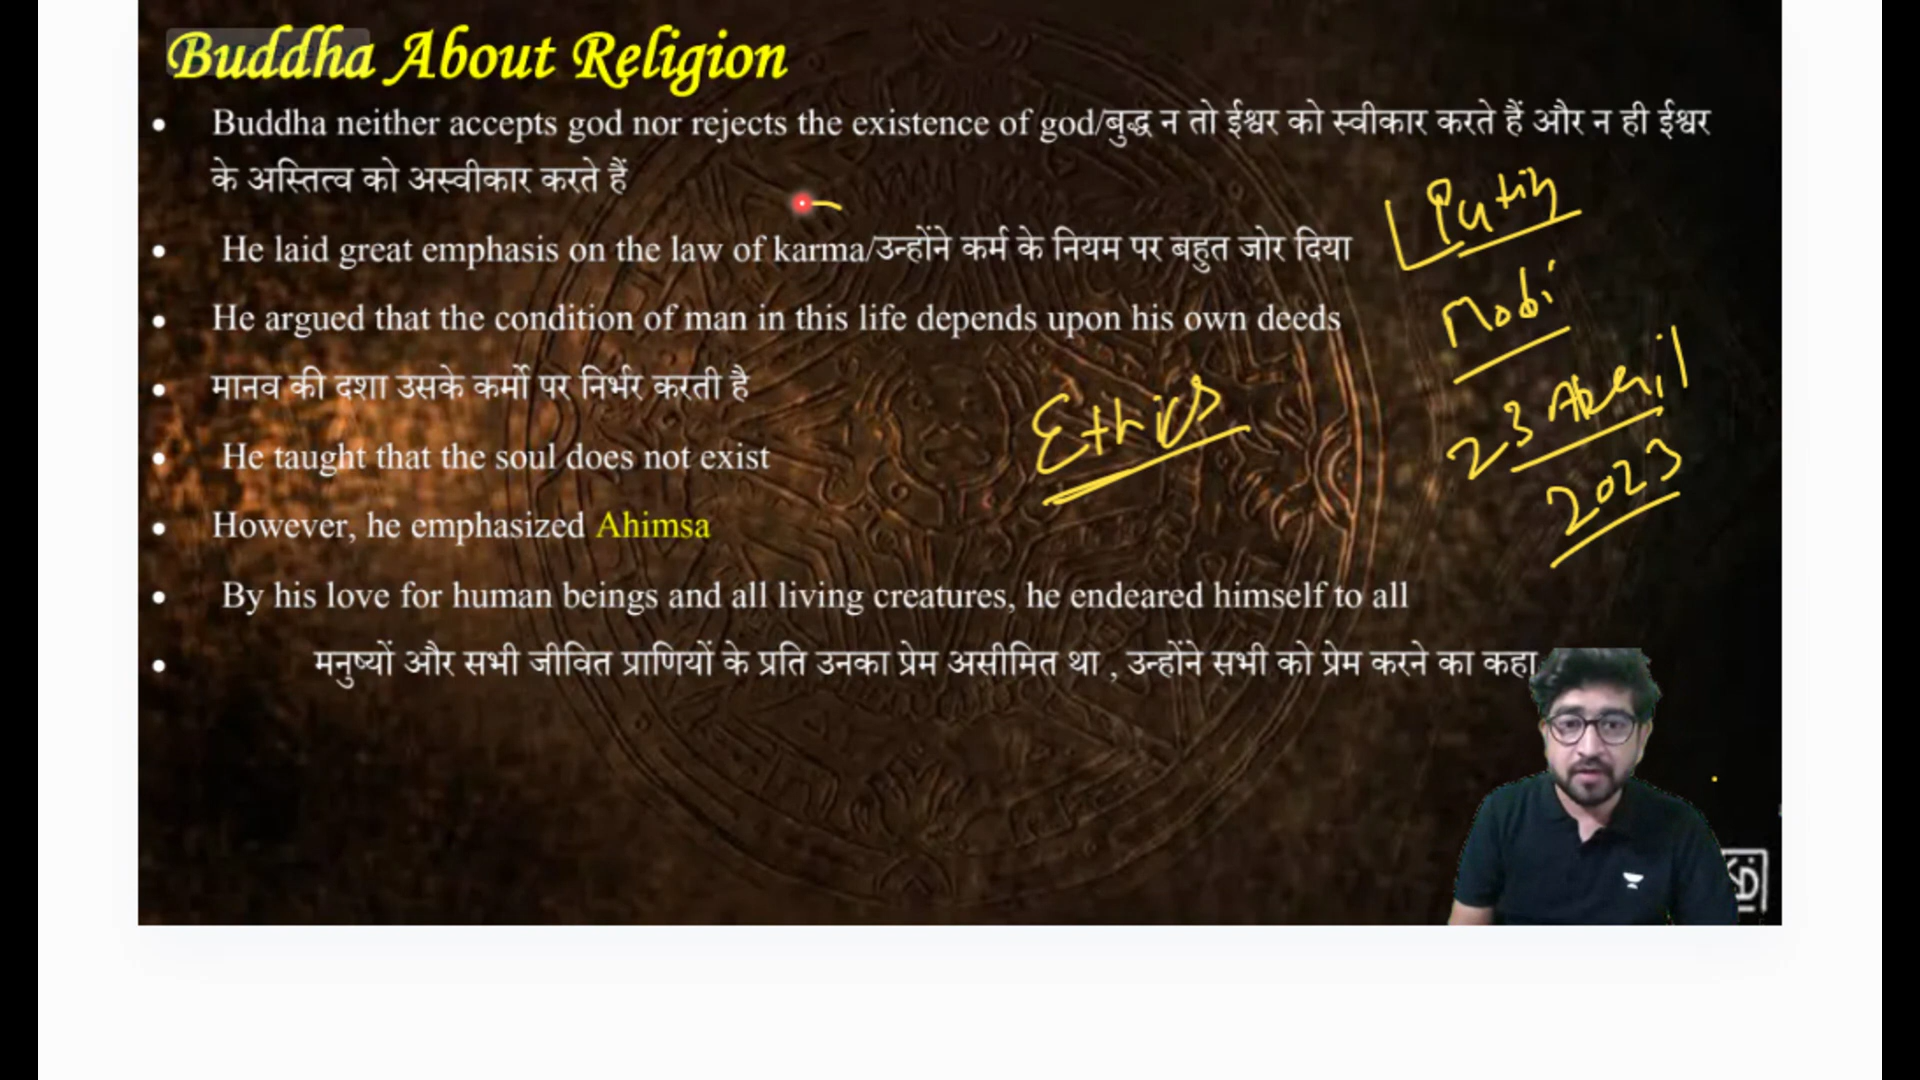 Buddha About Religion
Buddha neither accepts god nor rejects the existence of god/बुद्ध न तो ईश्वर को स्वीकार करते हैं और न ही ईश्वर
के अस्तित्व को अस्वीकार करते हैं
He laid great emphasis on the law of karma/उन्होंने कर्म के नियम पर बहुत जोर दिया
He argued that the condition of man in this life depends upon his own deeds
मानव की दशा उसके कर्मो पर निर्भर करती है
He taught that the soul does not exist
However, he emphasized Ahimsa
By his love for human beings and all living creatures, he endeared himself to all
मनुष्यों और सभी जीवित प्राणियों के प्रति उनका प्रेम असीमित था , उन्होंने सभी को प्रेम करने का कहा
Putin
Modi
23 April
2023
Ethics